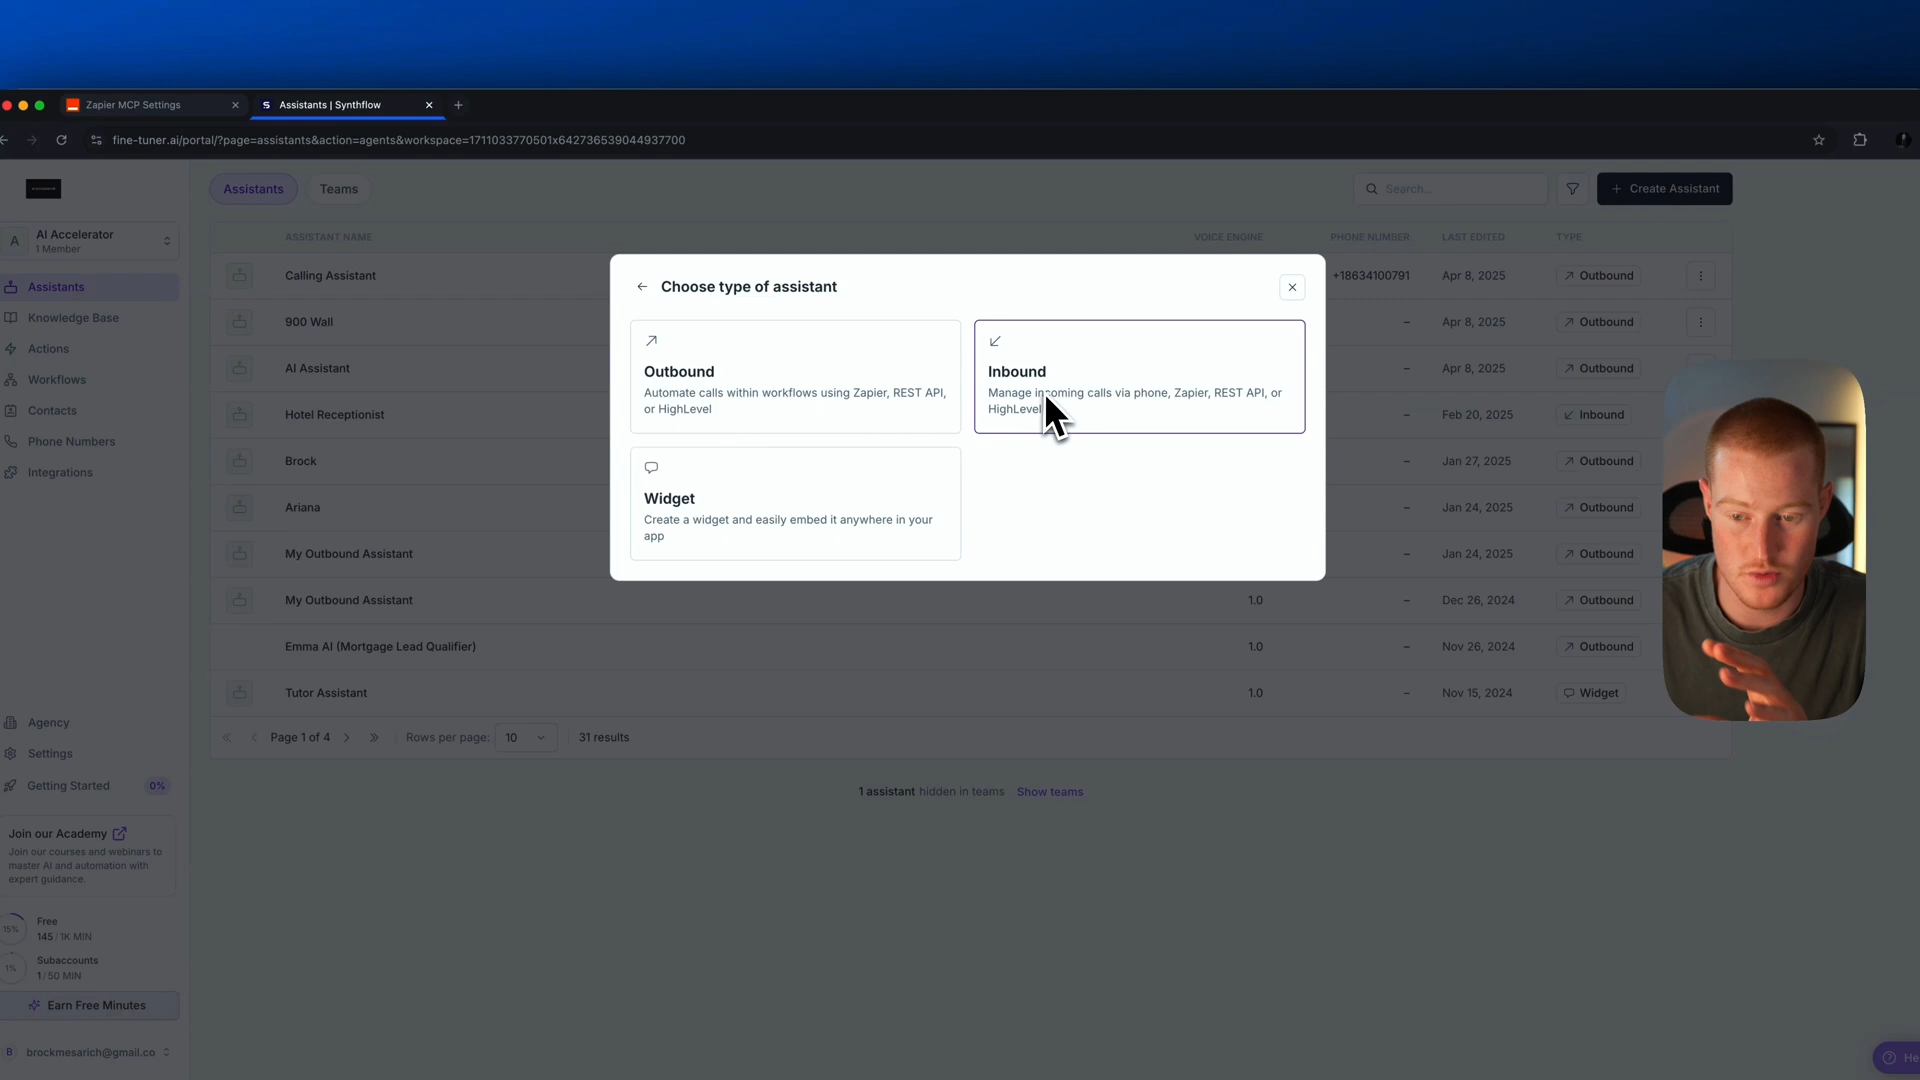 Zapier MCP Settings
S Assistants | Synthflow
fine-tuner.ai/portal/?page=assistants&action=agents&workspace=1711033770501x642736539044937700
Assistants
Teams
Search...
+ Create Assistant
A
AI Accelerator
1 Member
Assistants
Knowledge Base
Actions
Workflows
Contacts
Phone Numbers
Integrations
ASSISTANT NAME VOICE ENGINE PHONE NUMBER LAST EDITED TYPE
Calling Assistant +18634100791 Apr 8, 2025 Outbound
900 Wall – Apr 8, 2025 Outbound
AI Assistant – Apr 8, 2025 Outbound
Hotel Receptionist – Feb 20, 2025 Inbound
Brock – Jan 27, 2025 Outbound
Ariana – Jan 24, 2025 Outbound
My Outbound Assistant – Jan 24, 2025 Outbound
My Outbound Assistant 1.0 – Dec 26, 2024 Outbound
Emma AI (Mortgage Lead Qualifier) 1.0 – Nov 26, 2024 Outbound
Tutor Assistant 1.0 – Nov 15, 2024 Widget
Choose type of assistant
Outbound
Automate calls within workflows using Zapier, REST API,
or HighLevel
Inbound
Manage incoming calls via phone, Zapier, REST API, or
HighLevel
Widget
Create a widget and easily embed it anywhere in your
app
Page 1 of 4
Rows per page: 10
31 results
1 assistant hidden in teams Show teams
Agency
Settings
Getting Started 0%
Join our Academy
Join our courses and webinars to
master AI and automation with
expert guidance.
15%
Free
145 / 1K MIN
1%
Subaccounts
1 / 50 MIN
Earn Free Minutes
B brockmesarich@gmail.co
He